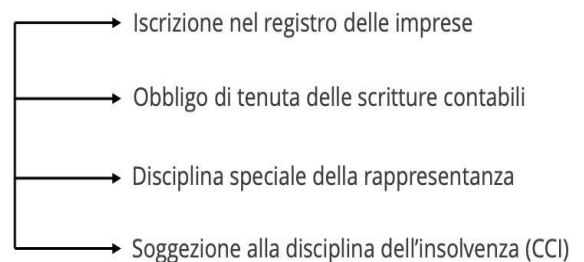 Iscrizione nel registro delle imprese
Obbligo di tenuta delle scritture contabili
Disciplina speciale della rappresentanza
Soggezione alla disciplina dell'insolvenza (CCI)